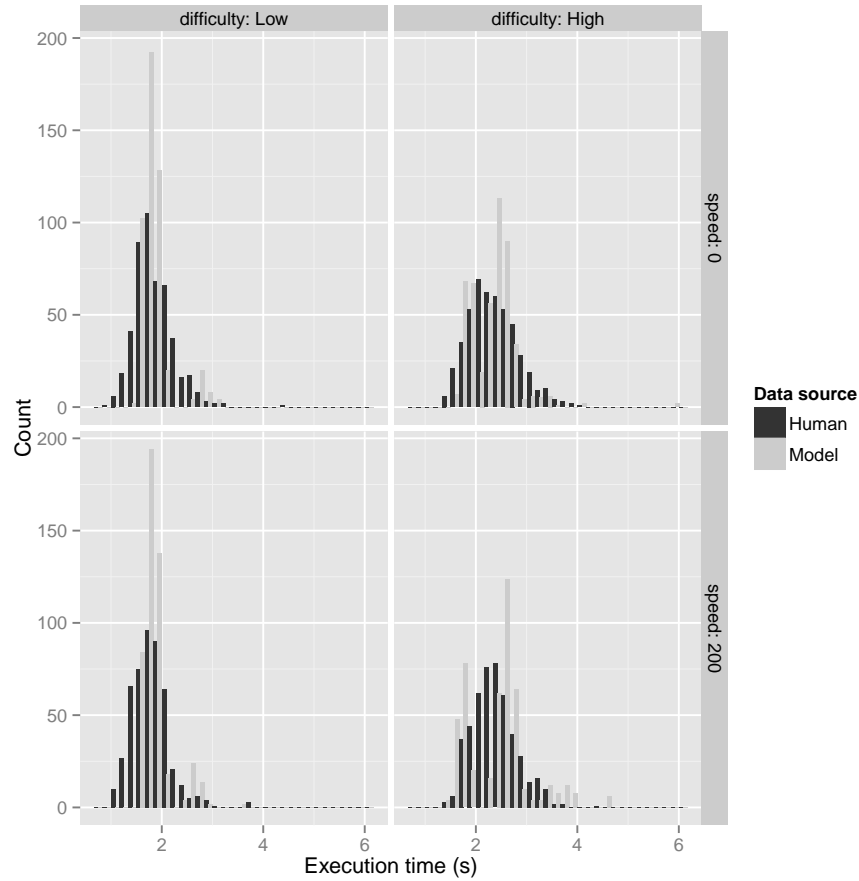 difficulty: Low
difficulty: High
200
150
100
50
0
speed: 0
200
150
100
50
0
speed: 200
Count
2
4
6
2
4
6
Execution time (s)
Data source
Human
Model